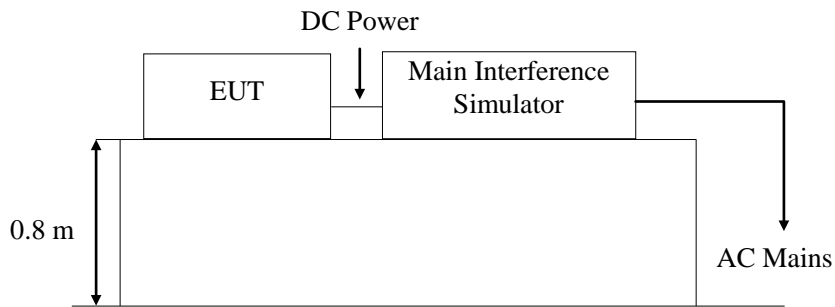 DC Power
EUT
Main Interference
Simulator
0.8 m
AC Mains